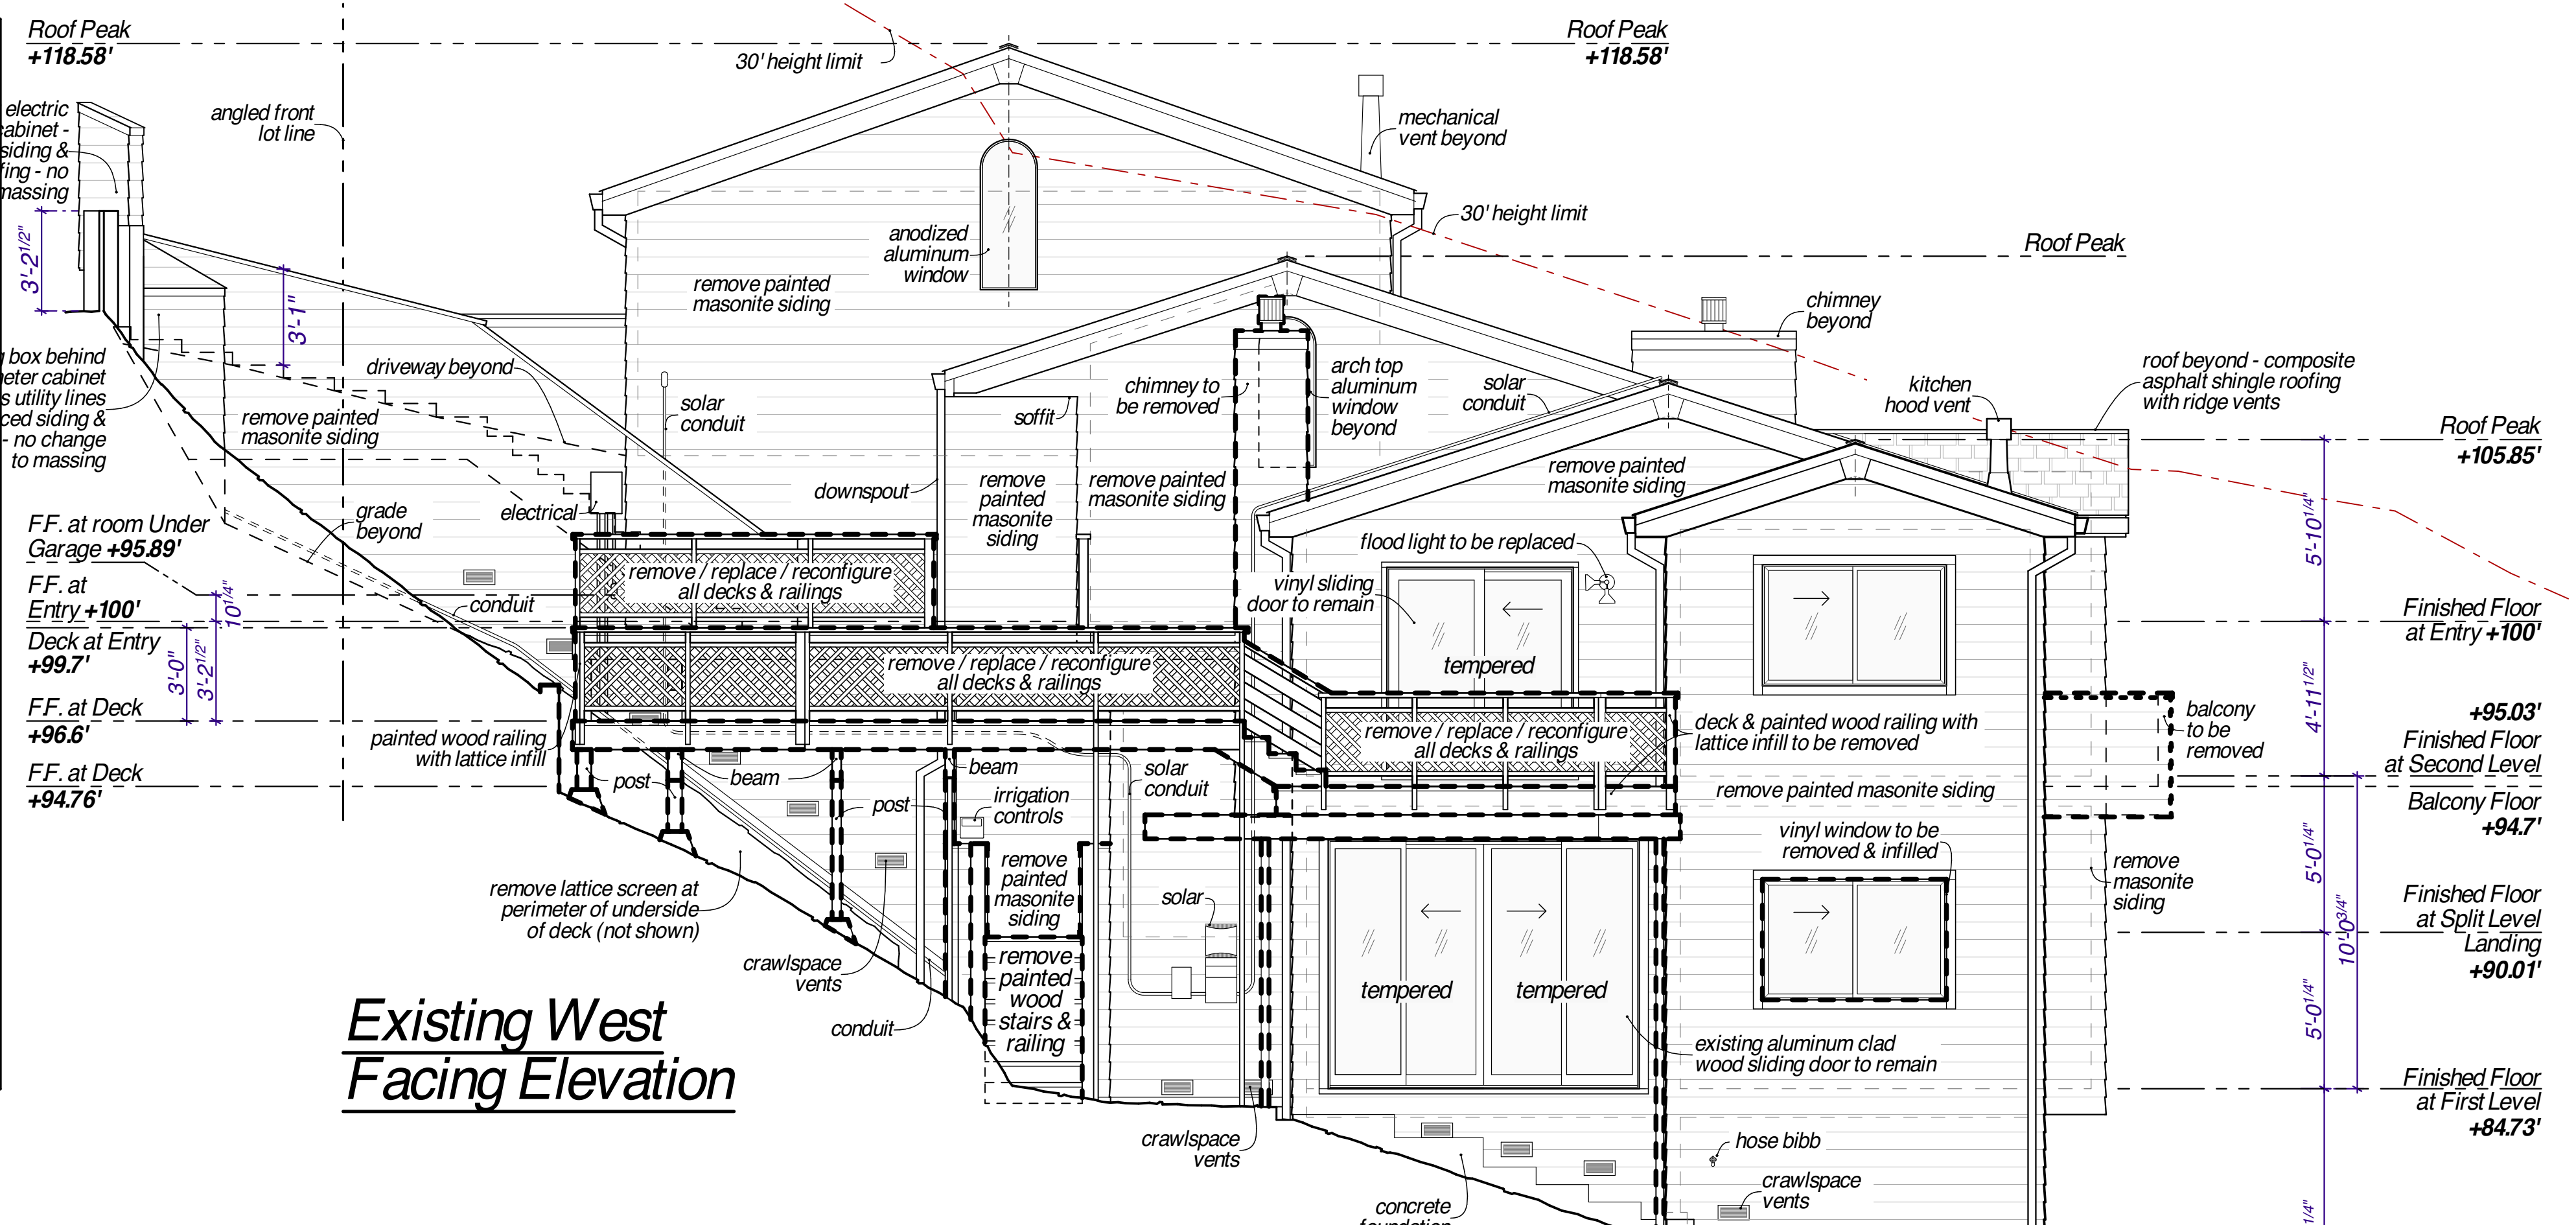 Roof Peak
+118.58'
30' height limit
Roof Peak
+118.58'
electric
cabinet -
siding &
no
massing
angled front
lot line
mechanical
vent beyond
30' height limit
Roof Peak
3'-2 1/2"
3'-1"
anodized
aluminum
window
remove painted
masonite siding
chimney
beyond
box behind
meter cabinet
utility lines
siding &
- no change
to massing
driveway beyond
remove painted
masonite siding
solar
conduit
soffit
chimney to
be removed
arch top
aluminum
window
beyond
solar
conduit
kitchen
hood vent
roof beyond - composite
asphalt shingle roofing
with ridge vents
Roof Peak
+105.85'
downspout
remove
painted
masonite
siding
remove painted
masonite siding
remove painted
masonite siding
5'-10 1/4"
F.F. at room Under
Garage +95.89'
grade
beyond
electrical
flood light to be replaced
F.F. at
Entry +100'
10 1/4"
conduit
remove / replace / reconfigure
all decks & railings
vinyl sliding
door to remain
Finished Floor
at Entry +100'
Deck at Entry
+99.7'
3'-0"
3'-2 1/2"
remove / replace / reconfigure
all decks & railings
tempered
4'-11 1/2"
F.F. at Deck
+96.6'
painted wood railing
with lattice infill
remove / replace / reconfigure
all decks & railings
deck & painted wood railing with
lattice infill to be removed
balcony
to be
removed
+95.03'
Finished Floor
at Second Level
F.F. at Deck
+94.76'
post
beam
beam
solar
conduit
remove painted masonite siding
Balcony Floor
+94.7'
post
irrigation
controls
vinyl window to be
removed & infilled
5'-0 1/4"
remove
painted
masonite
siding
remove
masonite
siding
remove lattice screen at
perimeter of underside
of deck (not shown)
solar
Finished Floor
at Split Level
Landing
+90.01'
10'-0 3/4"
crawlspace
vents
remove
painted
wood
stairs &
railing
tempered
tempered
5'-0 1/4"
conduit
existing aluminum clad
wood sliding door to remain
Existing West
Facing Elevation
Finished Floor
at First Level
+84.73'
crawlspace
vents
hose bibb
crawlspace
vents
concrete
foundation
1/4"